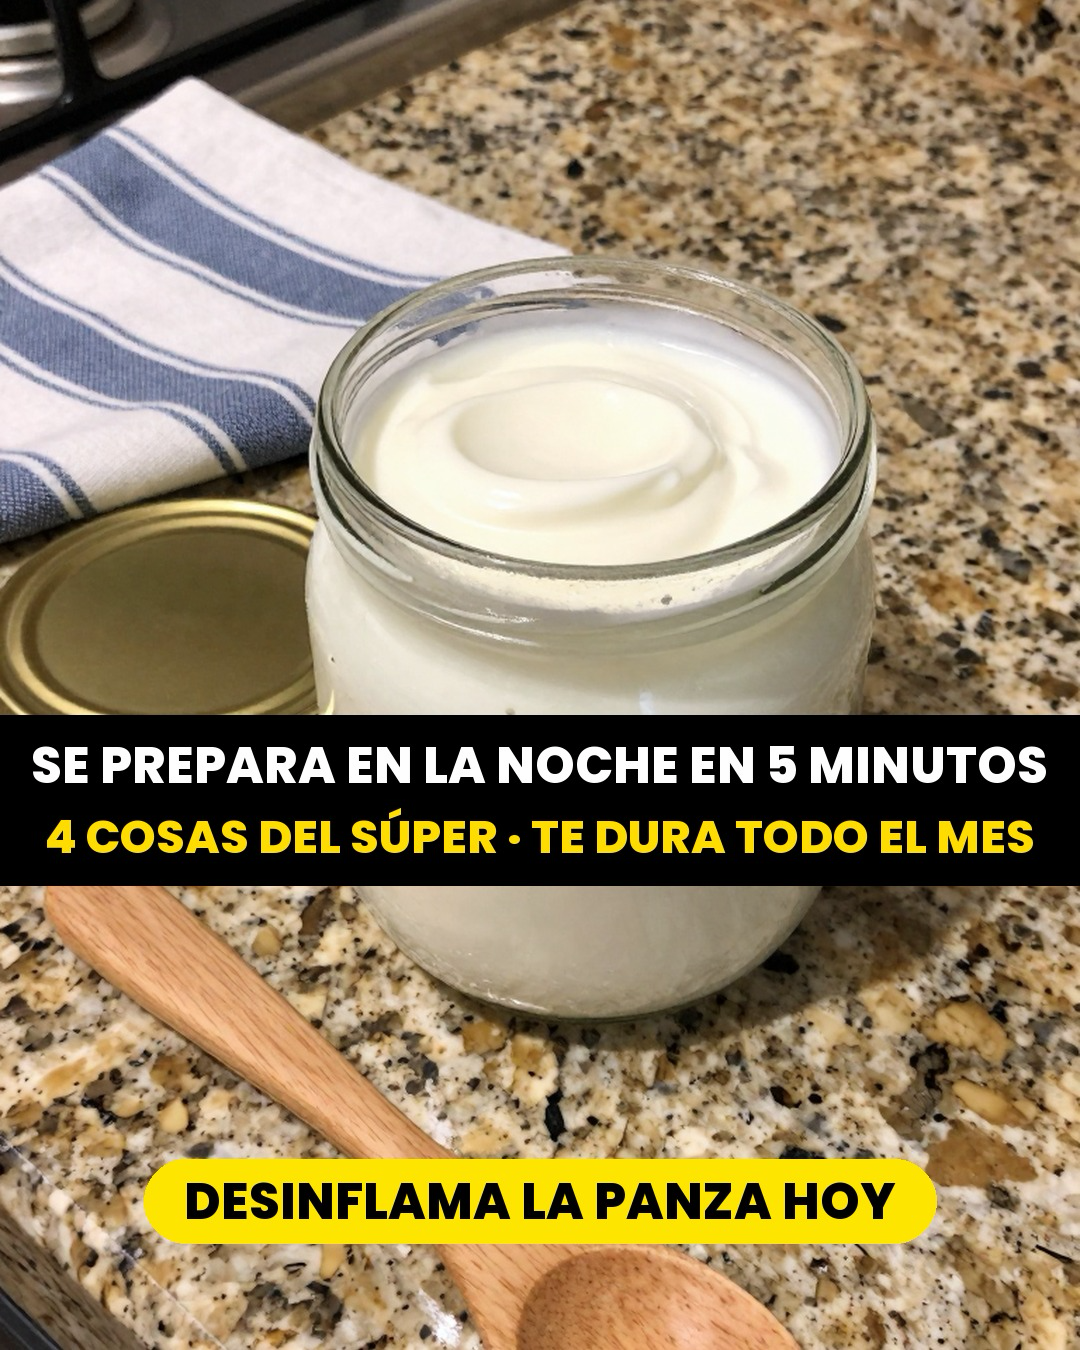 SE PREPARA EN LA NOCHE EN 5 MINUTOS
4 COSAS DEL SÚPER • TE DURA TODO EL MES
DESINFLAMA LA PANZA HOY